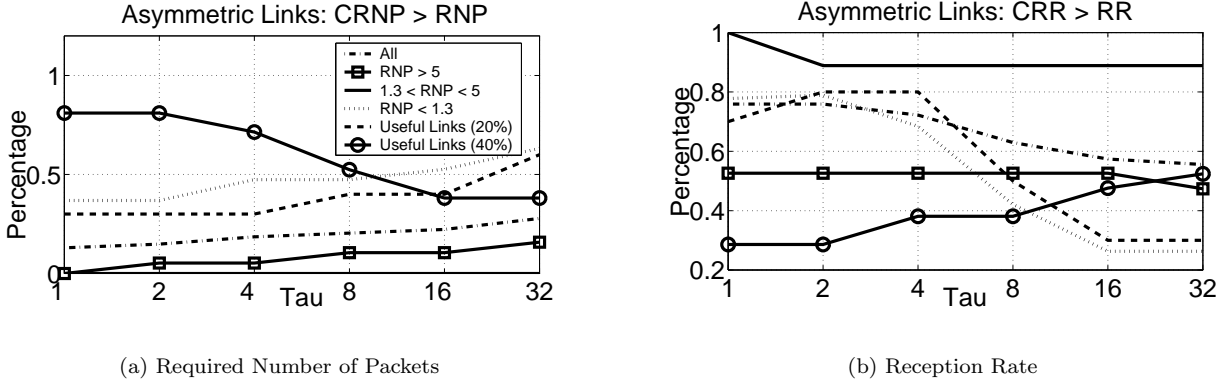 Asymmetric Links: CRNP > RNP
Percentage
1
0.5
0
All
RNP > 5
1.3 < RNP < 5
RNP < 1.3
Useful Links (20%)
Useful Links (40%)
1 2 4 8 16 32
Tau
(a) Required Number of Packets
Asymmetric Links: CRR > RR
Percentage
1
0.8
0.6
0.4
0.2
1 2 4 8 16 32
Tau
(b) Reception Rate